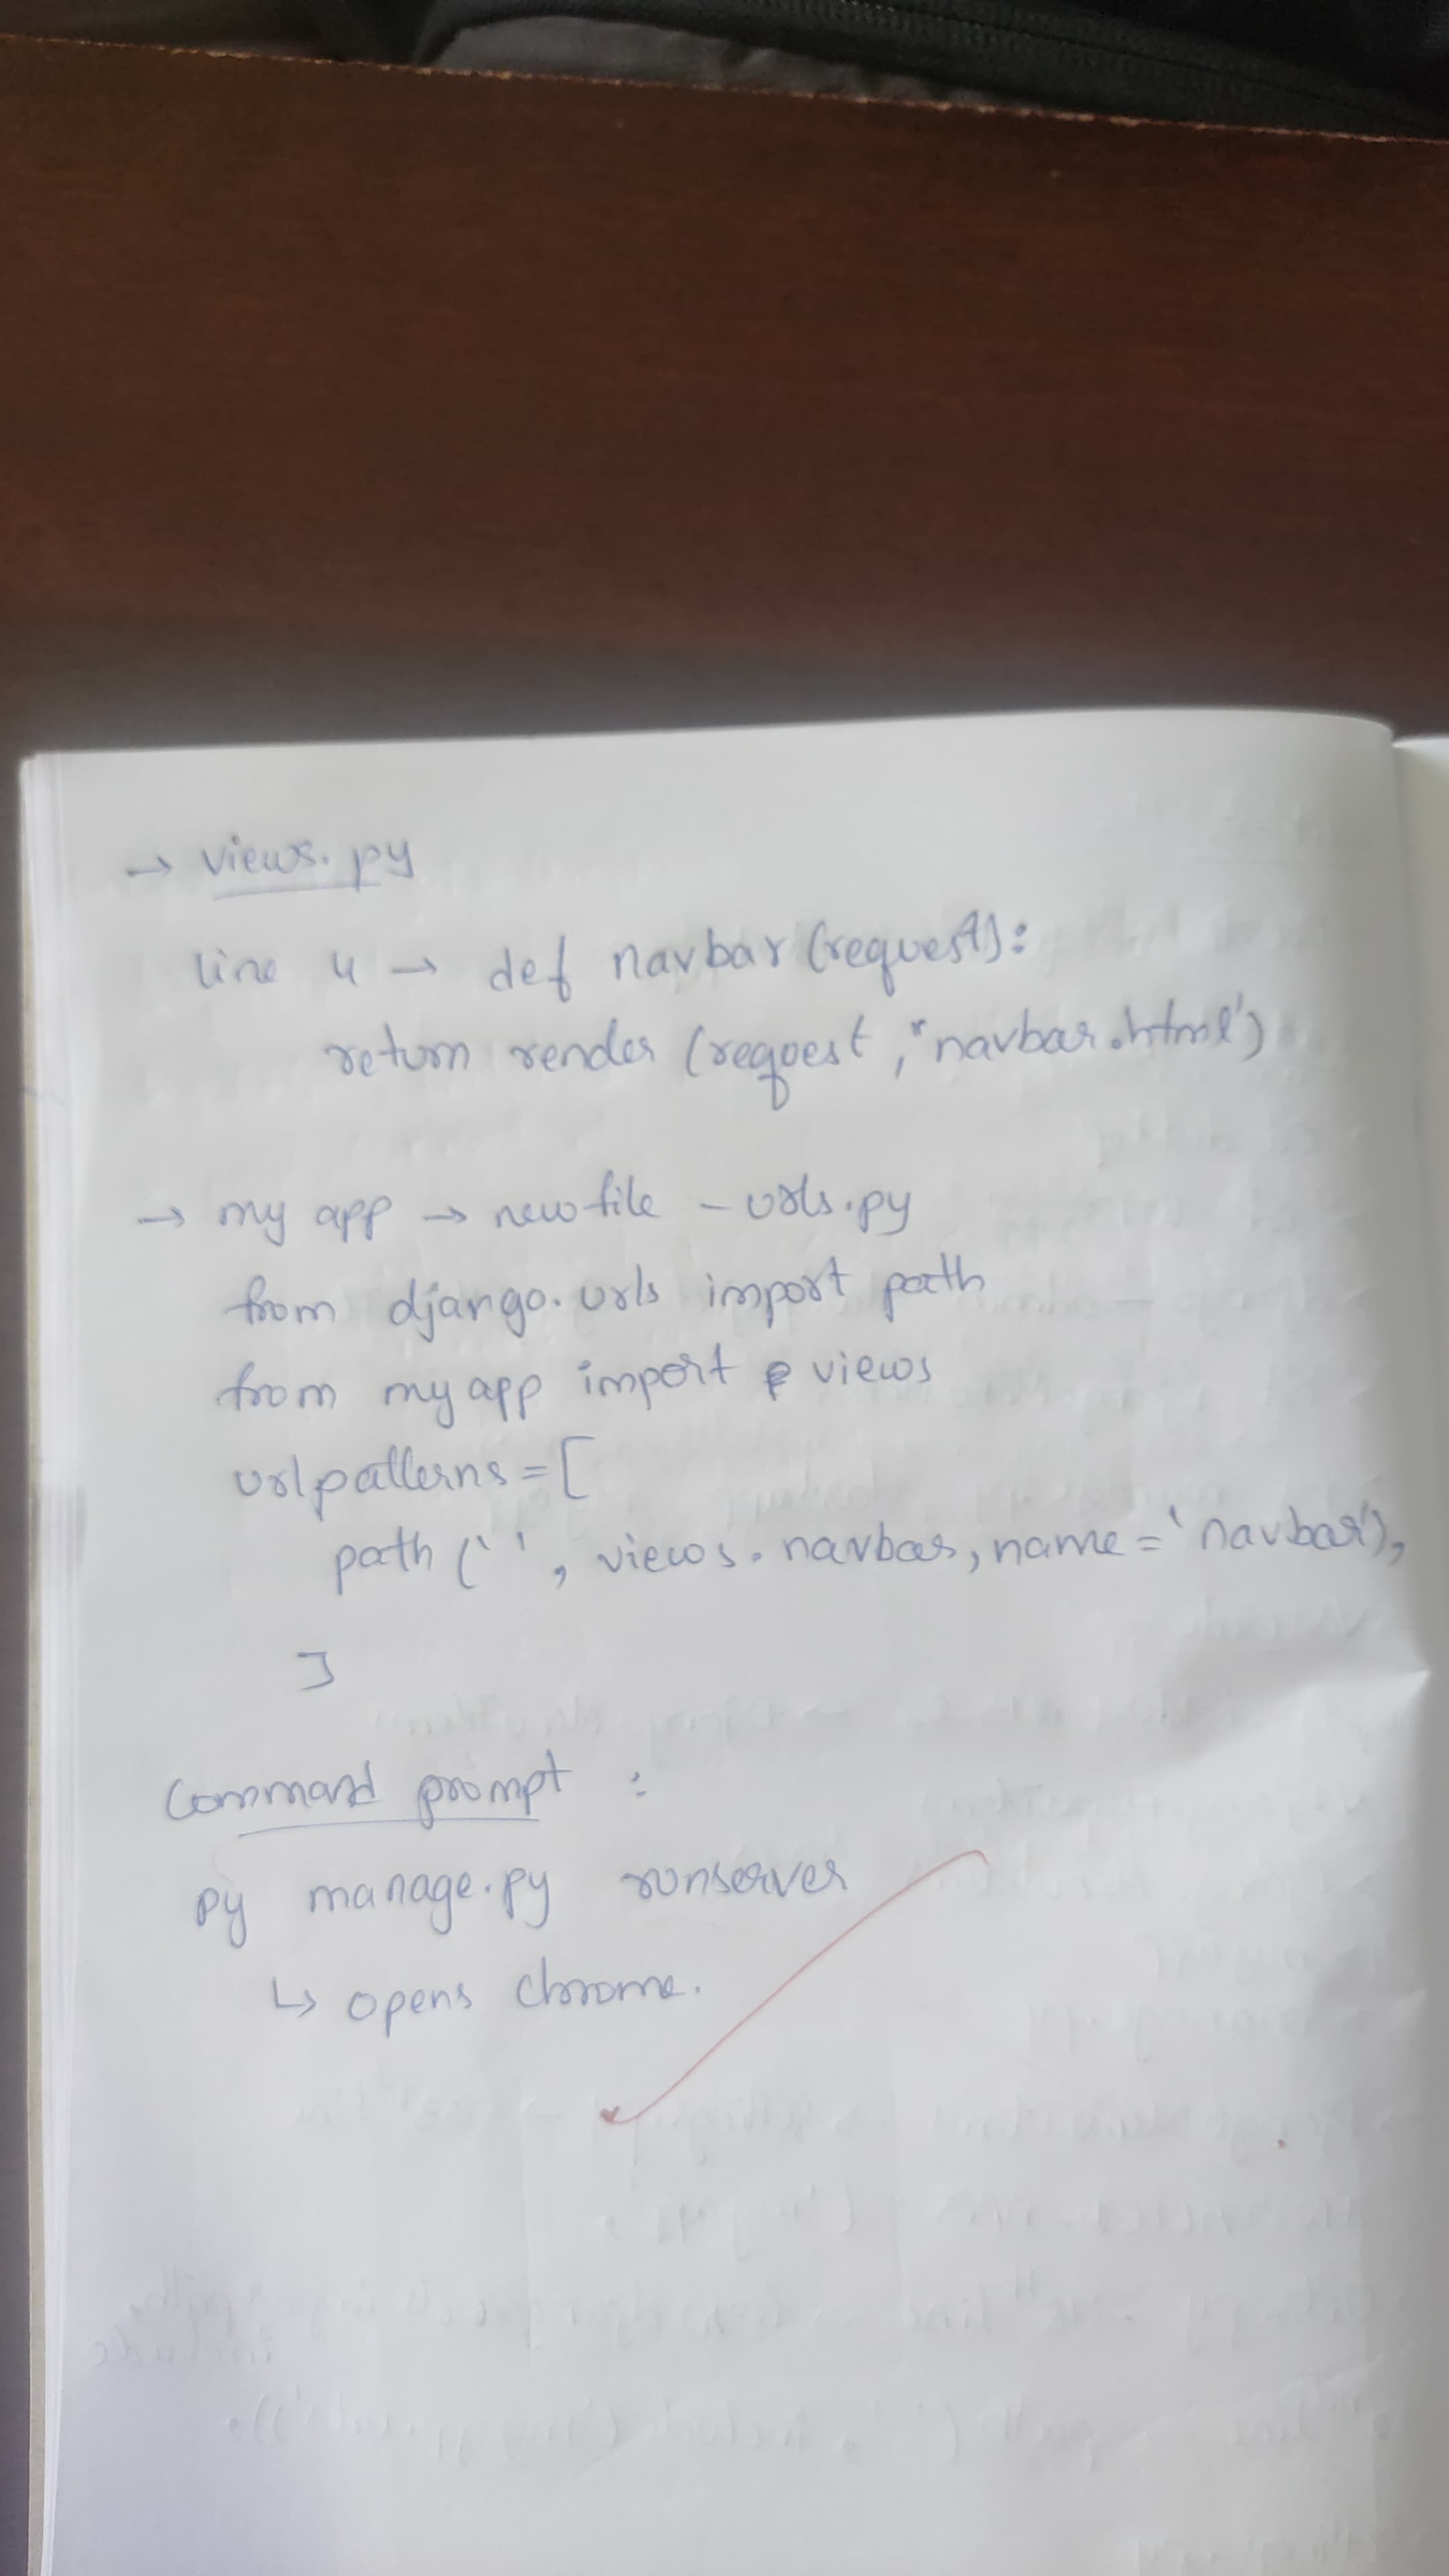 → views.py
line 4 → def navbar (request):
return render (request, 'navbar.html')
→ my app → new file - urls.py
from django.urls import path
from myapp import views
urlpatterns = [
path ('', views.navbar, name = 'navbar'),
]
Command prompt :
py manage.py runserver
↳ opens chrome.